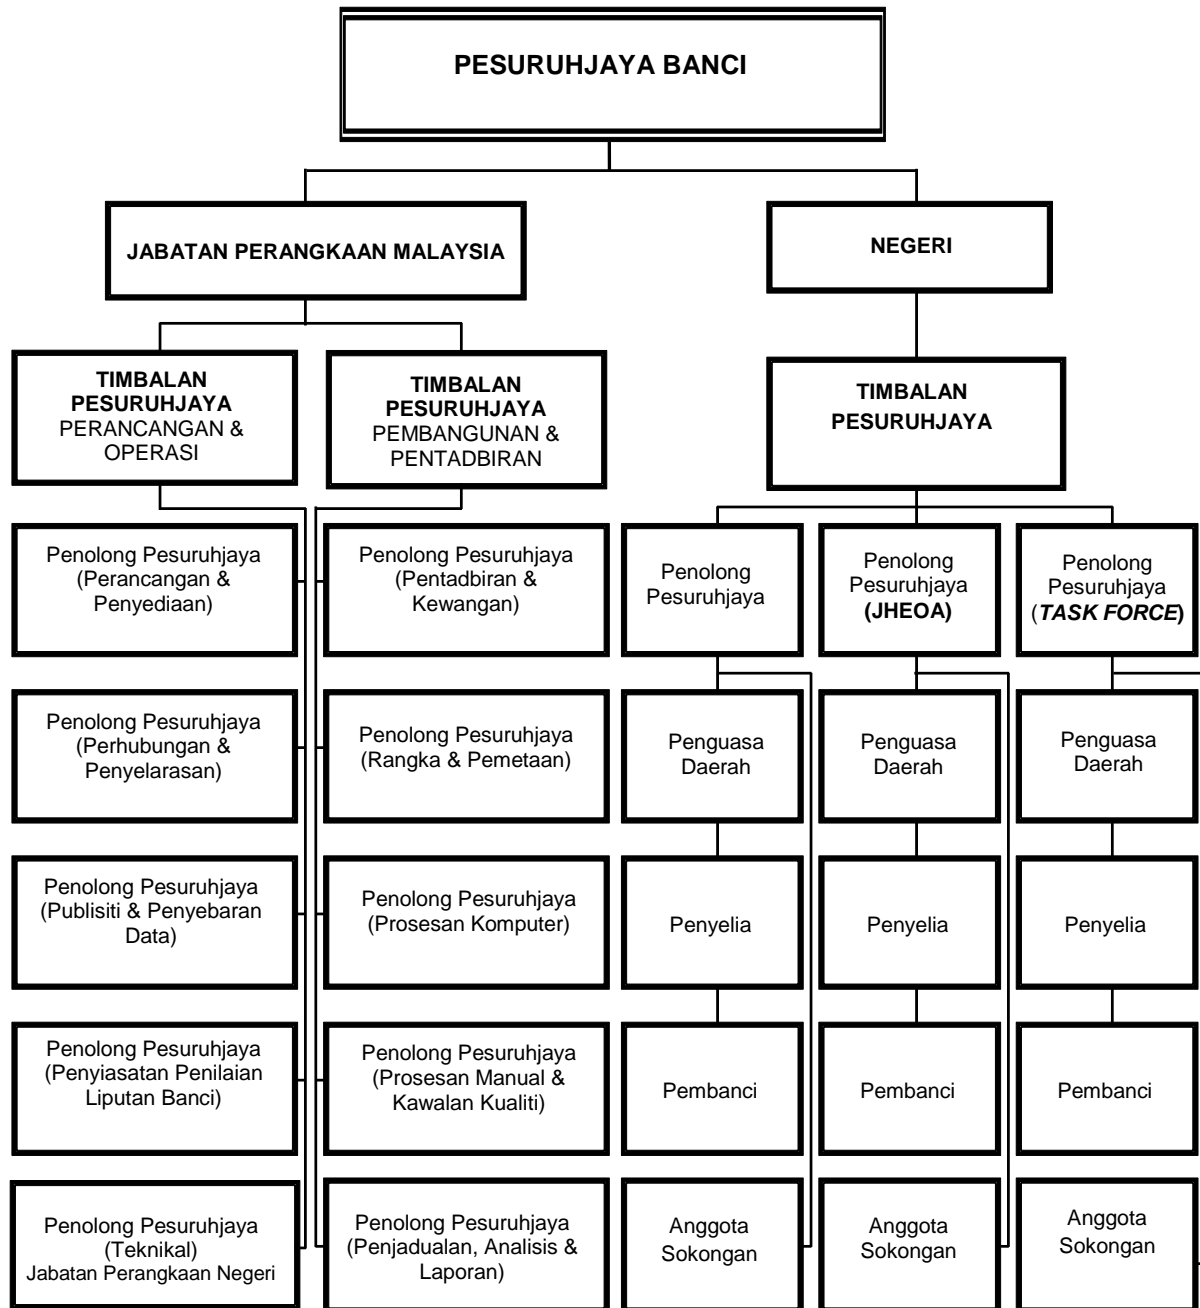 PESURUHJAYA BANCI
JABATAN PERANGKAAN MALAYSIA
NEGERI
TIMBALAN
PESURUHJAYA
PERANCANGAN &
OPERASI
TIMBALAN
PESURUHJAYA
PEMBANGUNAN &
PENTADBIRAN
TIMBALAN
PESURUHJAYA
Penolong Pesuruhjaya
(Perancangan &
Penyediaan)
Penolong Pesuruhjaya
(Pentadbiran &
Kewangan)
Penolong
Pesuruhjaya
Penolong
Pesuruhjaya
(JHEOA)
Penolong
Pesuruhjaya
(TASK FORCE)
Penolong Pesuruhjaya
(Perhubungan &
Penyelarasan)
Penolong Pesuruhjaya
(Rangka & Pemetaan)
Penguasa
Daerah
Penguasa
Daerah
Penguasa
Daerah
Penolong Pesuruhjaya
(Publisiti & Penyebaran
Data)
Penolong Pesuruhjaya
(Prosesan Komputer)
Penyelia
Penyelia
Penyelia
Penolong Pesuruhjaya
(Penyiasatan Penilaian
Liputan Banci)
Penolong Pesuruhjaya
(Prosesan Manual &
Kawalan Kualiti)
Pembanci
Pembanci
Pembanci
Penolong Pesuruhjaya
(Teknikal)
Jabatan Perangkaan Negeri
Penolong Pesuruhjaya
(Penjadualan, Analisis &
Laporan)
Anggota
Sokongan
Anggota
Sokongan
Anggota
Sokongan